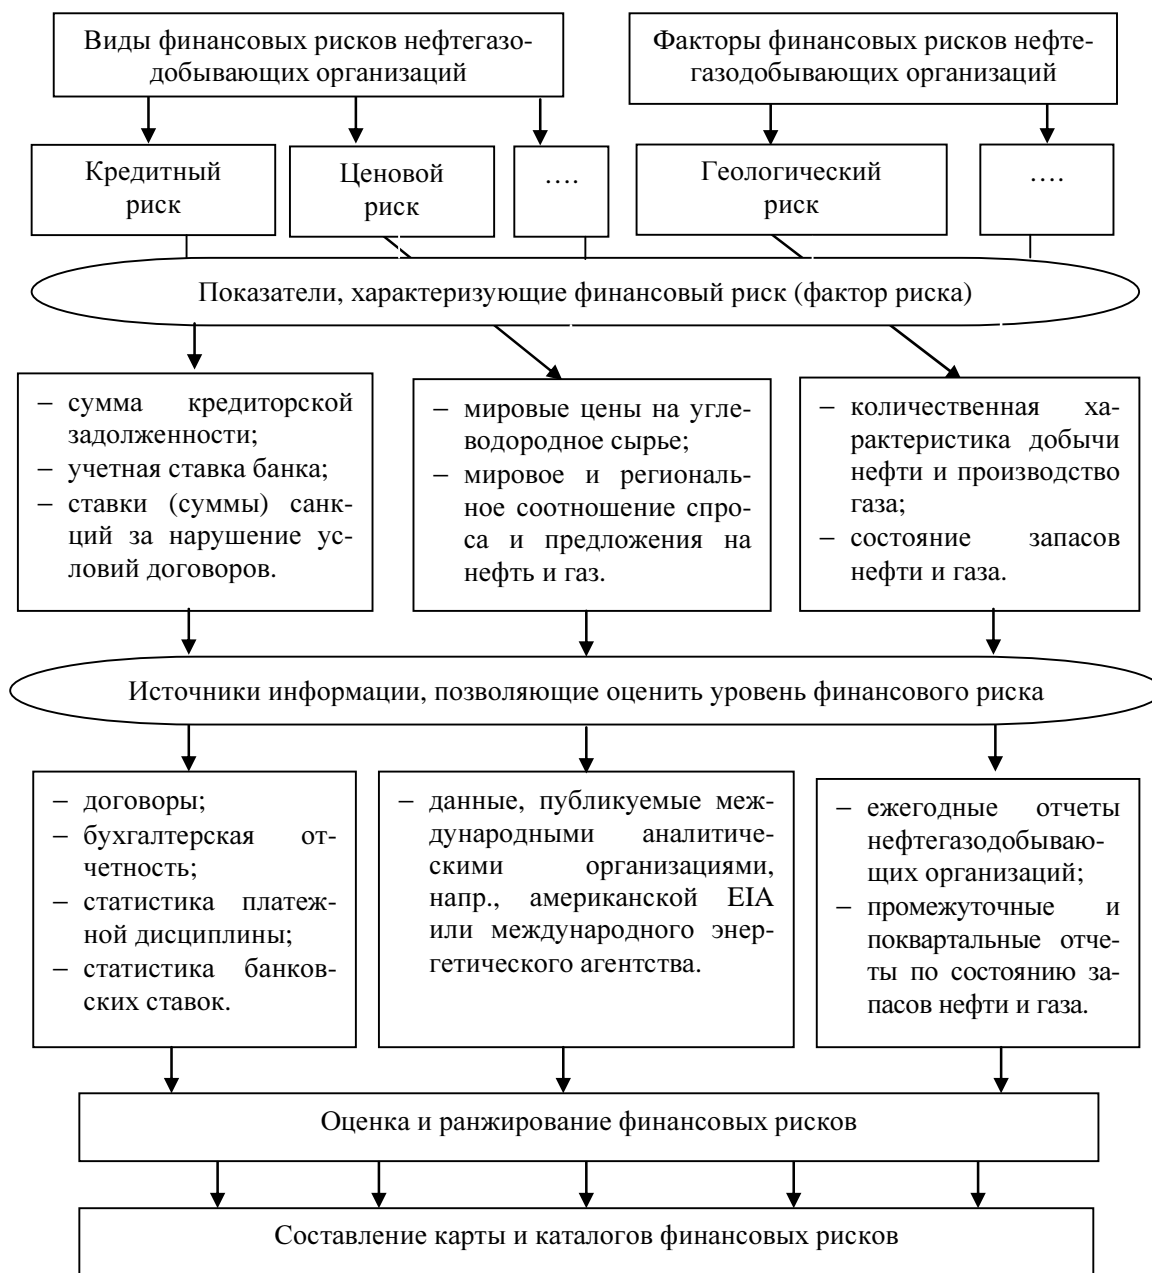 Виды финансовых рисков нефтегазо-
добывающих организаций
Факторы финансовых рисков нефте-
газодобывающих организаций
Кредитный
риск
Ценовой
риск
….
Геологический
риск
….
Показатели, характеризующие финансовый риск (фактор риска)
– сумма кредиторской
задолженности;
– учетная ставка банка;
– ставки (суммы) санк-
ций за нарушение ус-
ловий договоров.
– мировые цены на угле-
водородное сырье;
– мировое и региональ-
ное соотношение спро-
са и предложения на
нефть и газ.
– количественная ха-
рактеристика добычи
нефти и производство
газа;
– состояние запасов
нефти и газа.
Источники информации, позволяющие оценить уровень финансового риска
– договоры;
– бухгалтерская от-
четность;
– статистика платеж-
ной дисциплины;
– статистика банков-
ских ставок.
– данные, публикуемые меж-
дународными аналитиче-
скими организациями,
напр., американской EIA
или международного энер-
гетического агентства.
– ежегодные отчеты
нефтегазодобываю-
щих организаций;
– промежуточные и
поквартальные отче-
ты по состоянию за-
пасов нефти и газа.
Оценка и ранжирование финансовых рисков
Составление карты и каталогов финансовых рисков